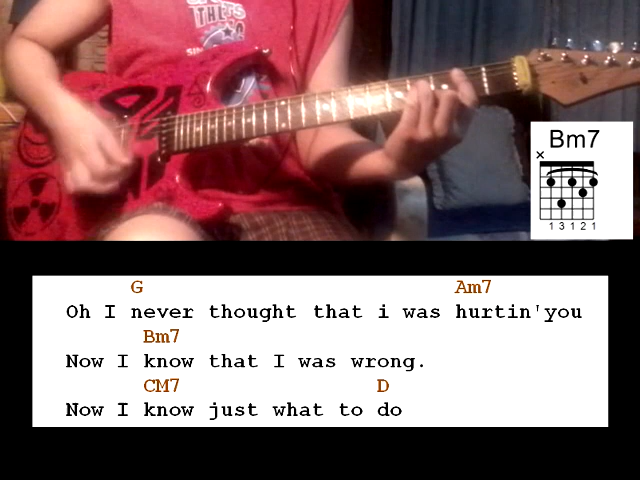 THE
Bm7
×
1 3 1 2 1
G Am7
Oh I never thought that i was hurtin'you
Bm7
Now I know that I was wrong.
CM7 D
Now I know just what to do